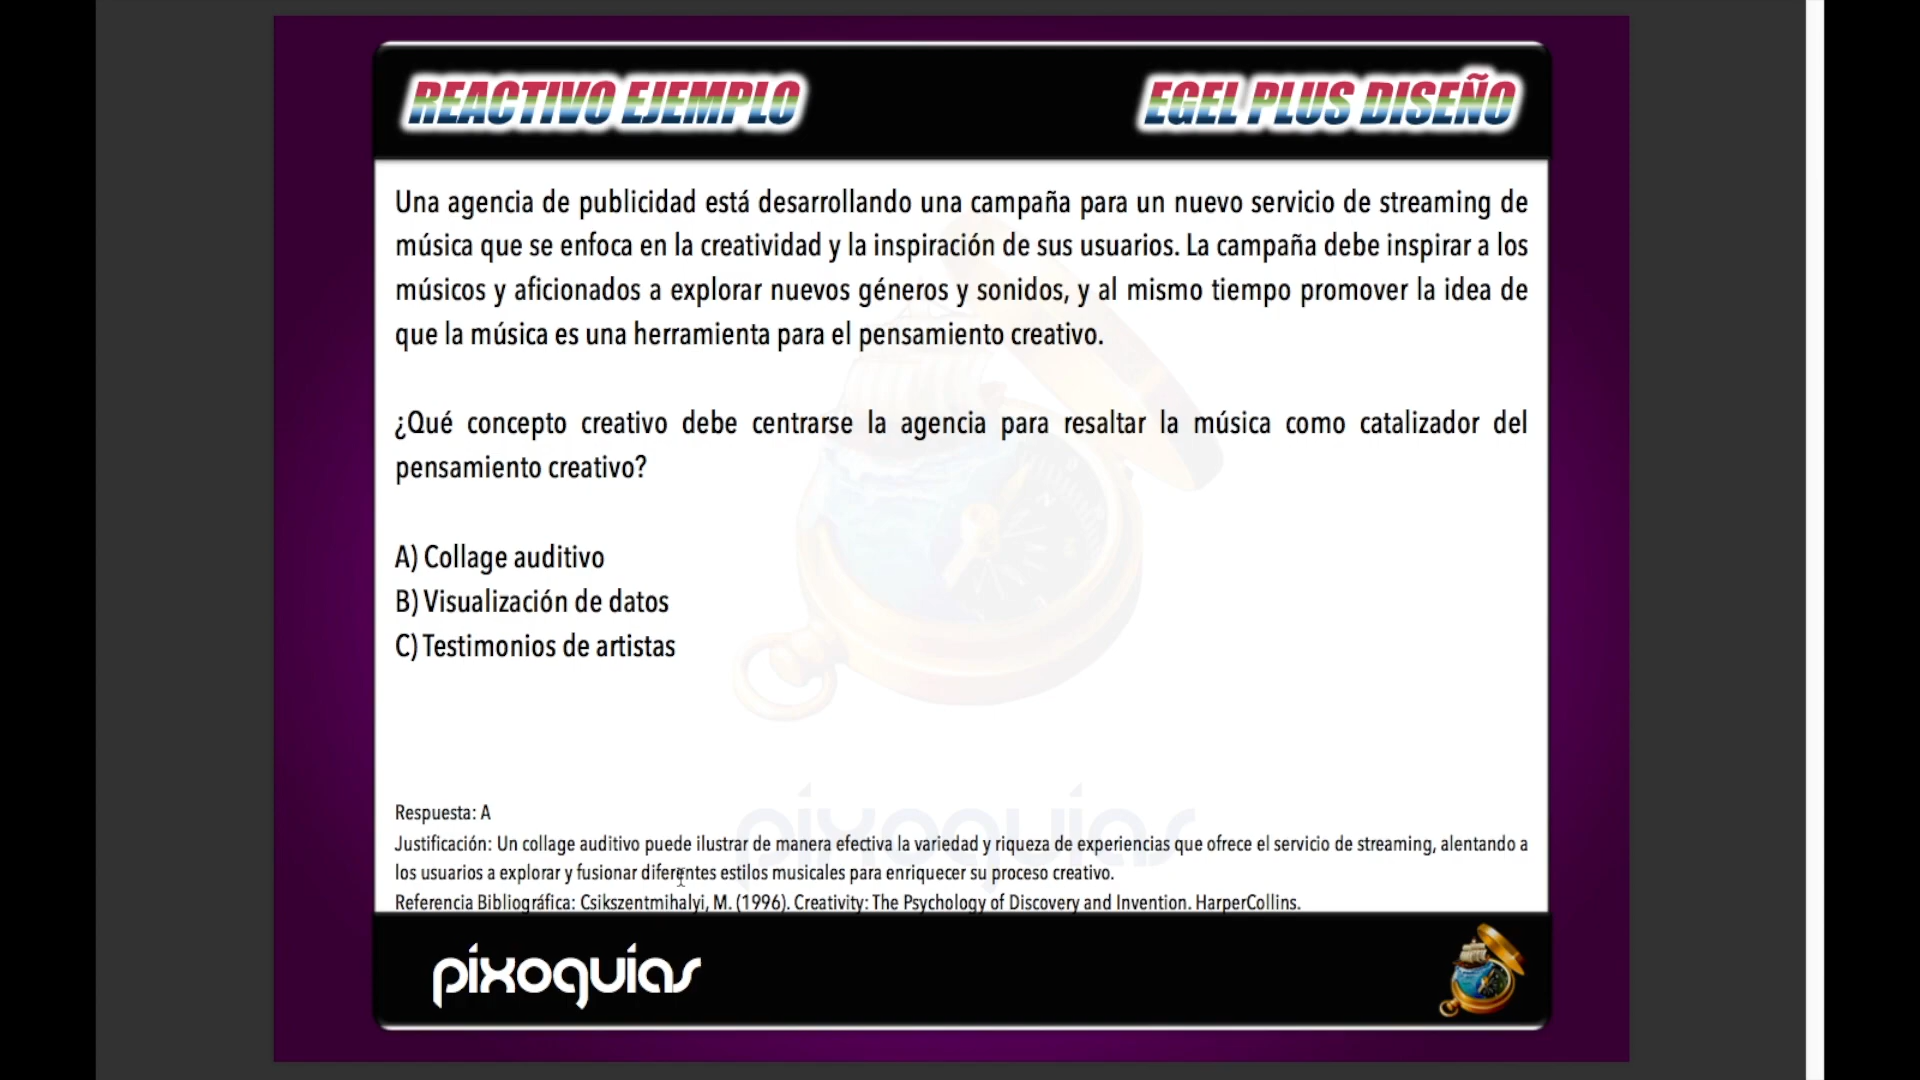 REACTIVO EJEMPLO
EGEL PLUS DISEÑO
Una agencia de publicidad está desarrollando una campaña para un nuevo servicio de streaming de
música que se enfoca en la creatividad y la inspiración de sus usuarios. La campaña debe inspirar a los
músicos y aficionados a explorar nuevos géneros y sonidos, y al mismo tiempo promover la idea de
que la música es una herramienta para el pensamiento creativo.
¿Qué concepto creativo debe centrarse la agencia para resaltar la música como catalizador del
pensamiento creativo?
A) Collage auditivo
B) Visualización de datos
C) Testimonios de artistas
Respuesta: A
Justificación: Un collage auditivo puede ilustrar de manera efectiva la variedad y riqueza de experiencias que ofrece el servicio de streaming, alentando a
los usuarios a explorar y fusionar diferentes estilos musicales para enriquecer su proceso creativo.
Referencia Bibliográfica: Csikszentmihalyi, M. (1996). Creativity: The Psychology of Discovery and Invention. HarperCollins.
pixoguias
pixoguias